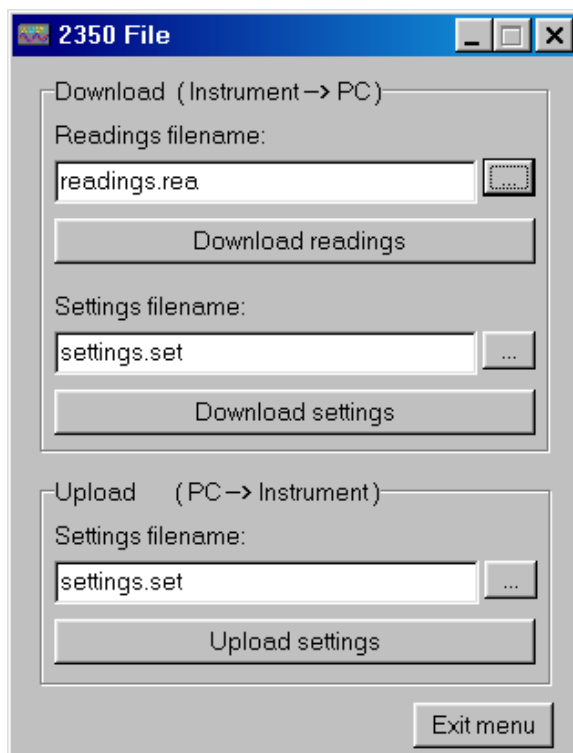 2350 File
Download (Instrument–> PC)
Readings filename:
readings.rea
...
Download readings
Settings filename:
settings.set
...
Download settings
Upload (PC–> Instrument)
Settings filename:
settings.set
...
Upload settings
Exit menu